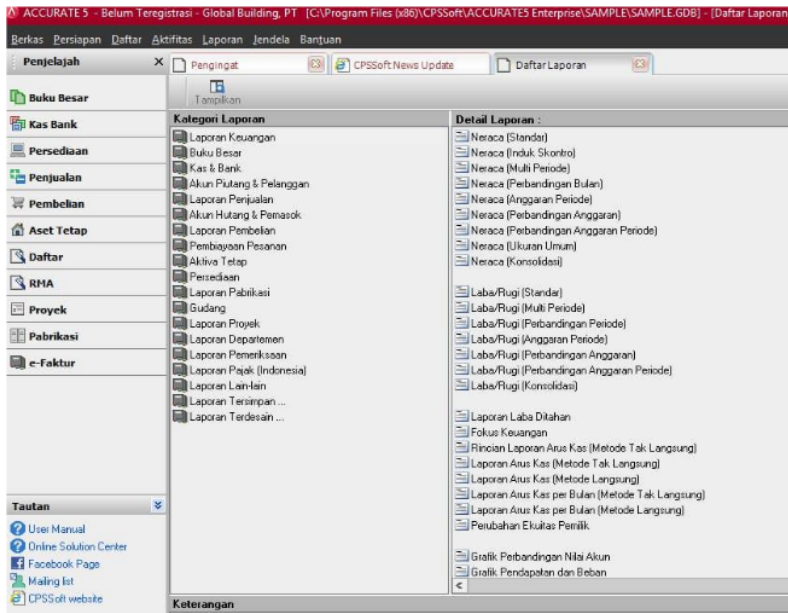 ACCURATE 5 - Belum Teregistrasi - Global Building, PT [C:\Program Files (x86)\CPSSoft\ACCURATE5 Enterprise\SAMPLE\SAMPLE.GDB] - [Daftar Laporan
Berkas Persiapan Daftar Aktifitas Laporan Jendela Bantuan
Penjelajah
Pengingat CPSSoft News Update Daftar Laporan
Tampilkan
Buku Besar
Kas Bank
Persediaan
Penjualan
Pembelian
Aset Tetap
Daftar
RMA
Proyek
Pabrikasi
e-Faktur
Tautan
User Manual
Online Solution Center
Facebook Page
Mailing list
CPSSoft website
Kategori Laporan
Laporan Keuangan
Buku Besar
Kas & Bank
Akun Piutang & Pelanggan
Laporan Penjualan
Akun Hutang & Pemasok
Laporan Pembelian
Pembiayaan Pesanan
Aktiva Tetap
Persediaan
Laporan Pabrikasi
Gudang
Laporan Proyek
Laporan Departemen
Laporan Pemeriksaan
Laporan Pajak (Indonesia)
Laporan Lain-lain
Laporan Tersimpan ...
Laporan Terdesain ...
Detail Laporan :
Neraca (Standar)
Neraca (Induk Skontro)
Neraca (Multi Periode)
Neraca (Perbandingan Bulan)
Neraca (Anggaran Periode)
Neraca (Perbandingan Anggaran)
Neraca (Perbandingan Anggaran Periode)
Neraca (Ukuran Umum)
Neraca (Konsolidasi)
Laba/Rugi (Standar)
Laba/Rugi (Multi Periode)
Laba/Rugi (Perbandingan Periode)
Laba/Rugi (Anggaran Periode)
Laba/Rugi (Perbandingan Anggaran)
Laba/Rugi (Perbandingan Anggaran Periode)
Laba/Rugi (Konsolidasi)
Laporan Laba Ditahan
Fokus Keuangan
Rincian Laporan Arus Kas (Metode Tak Langsung)
Laporan Arus Kas (Metode Tak Langsung)
Laporan Arus Kas (Metode Langsung)
Laporan Arus Kas per Bulan (Metode Tak Langsung)
Laporan Arus Kas per Bulan (Metode Langsung)
Perubahan Ekuitas Pemilik
Grafik Perbandingan Nilai Akun
Grafik Pendapatan dan Beban
Keterangan